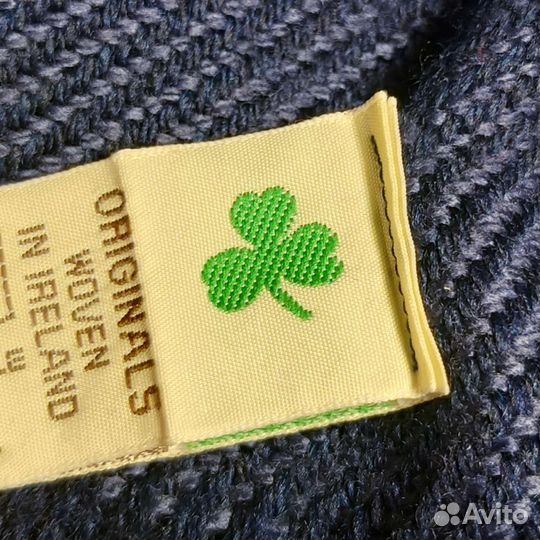 ORIGINALS
WOVEN
IN IRELAND
Avito